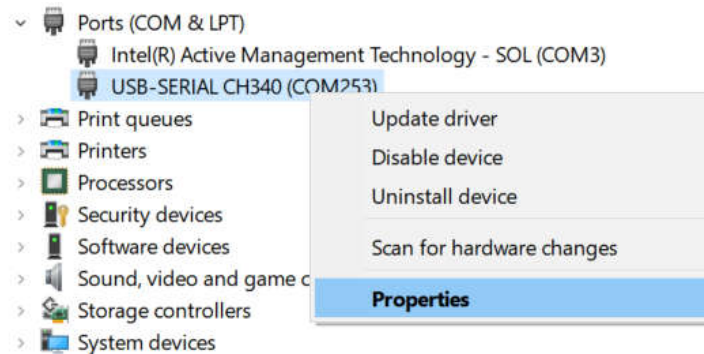 Ports (COM & LPT)
Intel(R) Active Management Technology - SOL (COM3)
USB-SERIAL CH340 (COM253)
Print queues
Printers
Processors
Security devices
Software devices
Sound, video and game
Storage controllers
System devices
Update driver
Disable device
Uninstall device
Scan for hardware changes
Properties